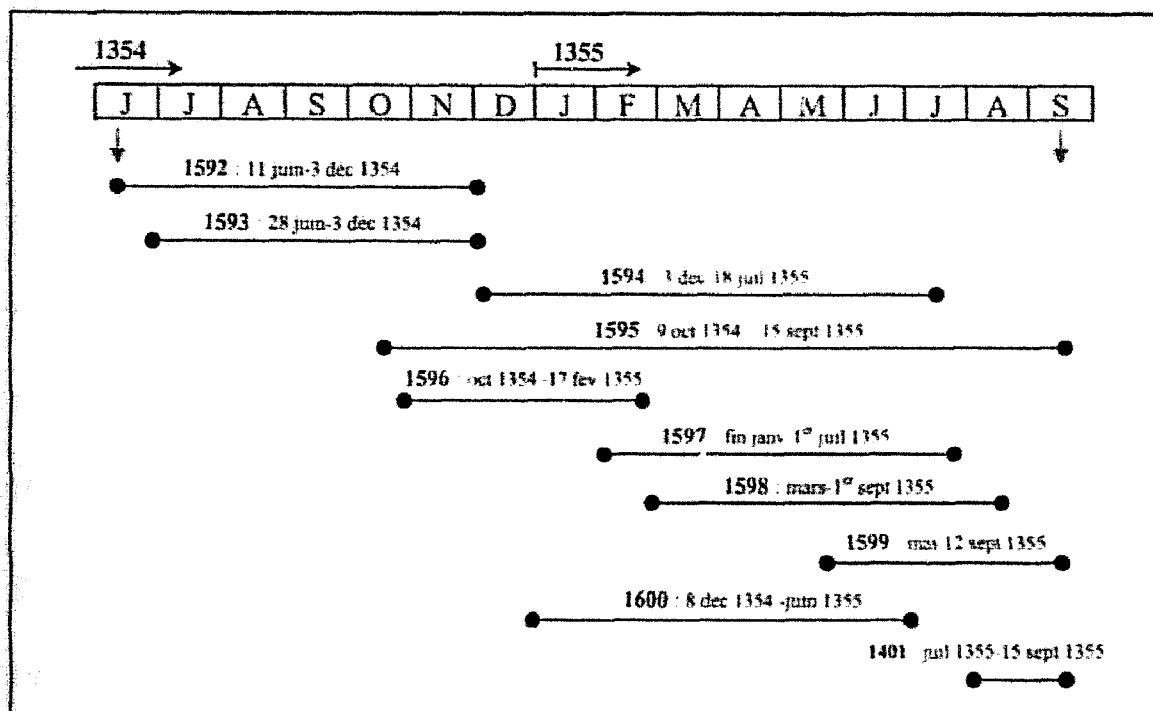 1354 1355
J J A S O N D J F M A M J J A S
1592 : 11 juin-3 déc 1354
1593 : 28 juin-3 déc 1354
1594 3 dec 18 juil 1355
1595 9 oct 1354 15 sept 1355
1596 : oct 1354 -17 fev 1355
1597 fin janv 1er juil 1355
1598 : mars-1er sept 1355
1599 mai 12 sept 1355
1600 : 8 dec 1354 -juin 1355
1401 juil 1355-15 sept 1355